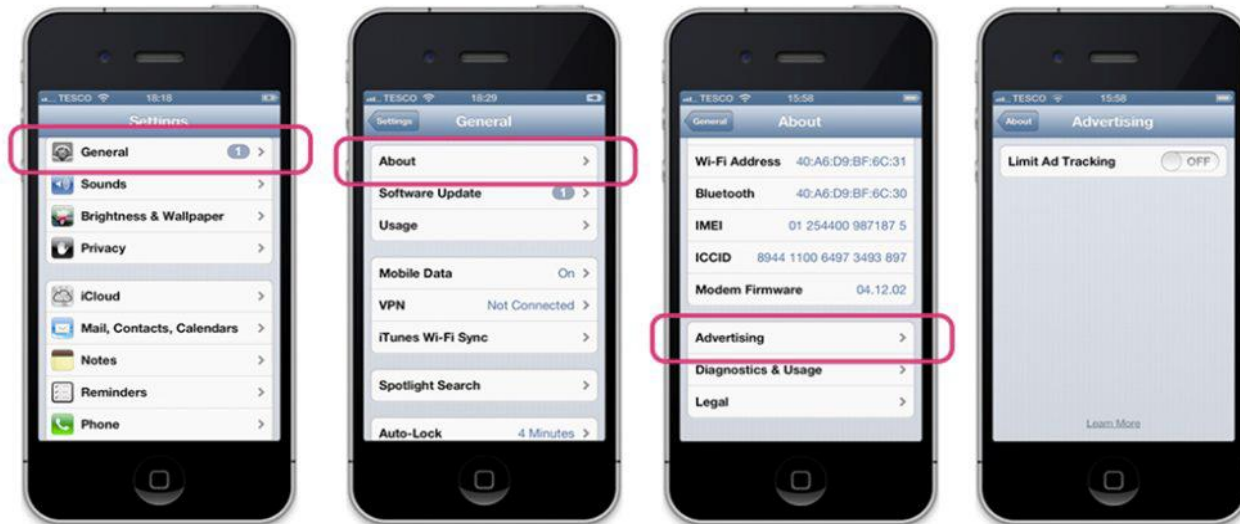 TESCO 18:18
Settings
General 1
Sounds
Brightness & Wallpaper
Privacy
iCloud
Mail, Contacts, Calendars
Notes
Reminders
Phone
TESCO 18:29
Settings General
About
Software Update 1
Usage
Mobile Data On
VPN Not Connected
iTunes Wi-Fi Sync
Spotlight Search
Auto-Lock 4 Minutes
TESCO 15:58
General About
Wi-Fi Address 40:A6:D9:BF:6C:31
Bluetooth 40:A6:D9:BF:6C:30
IMEI 01 254400 987187 5
ICCID 8944 1100 6497 3493 897
Modem Firmware 04.12.02
Advertising
Diagnostics & Usage
Legal
TESCO 15:58
About Advertising
Limit Ad Tracking OFF
Learn More